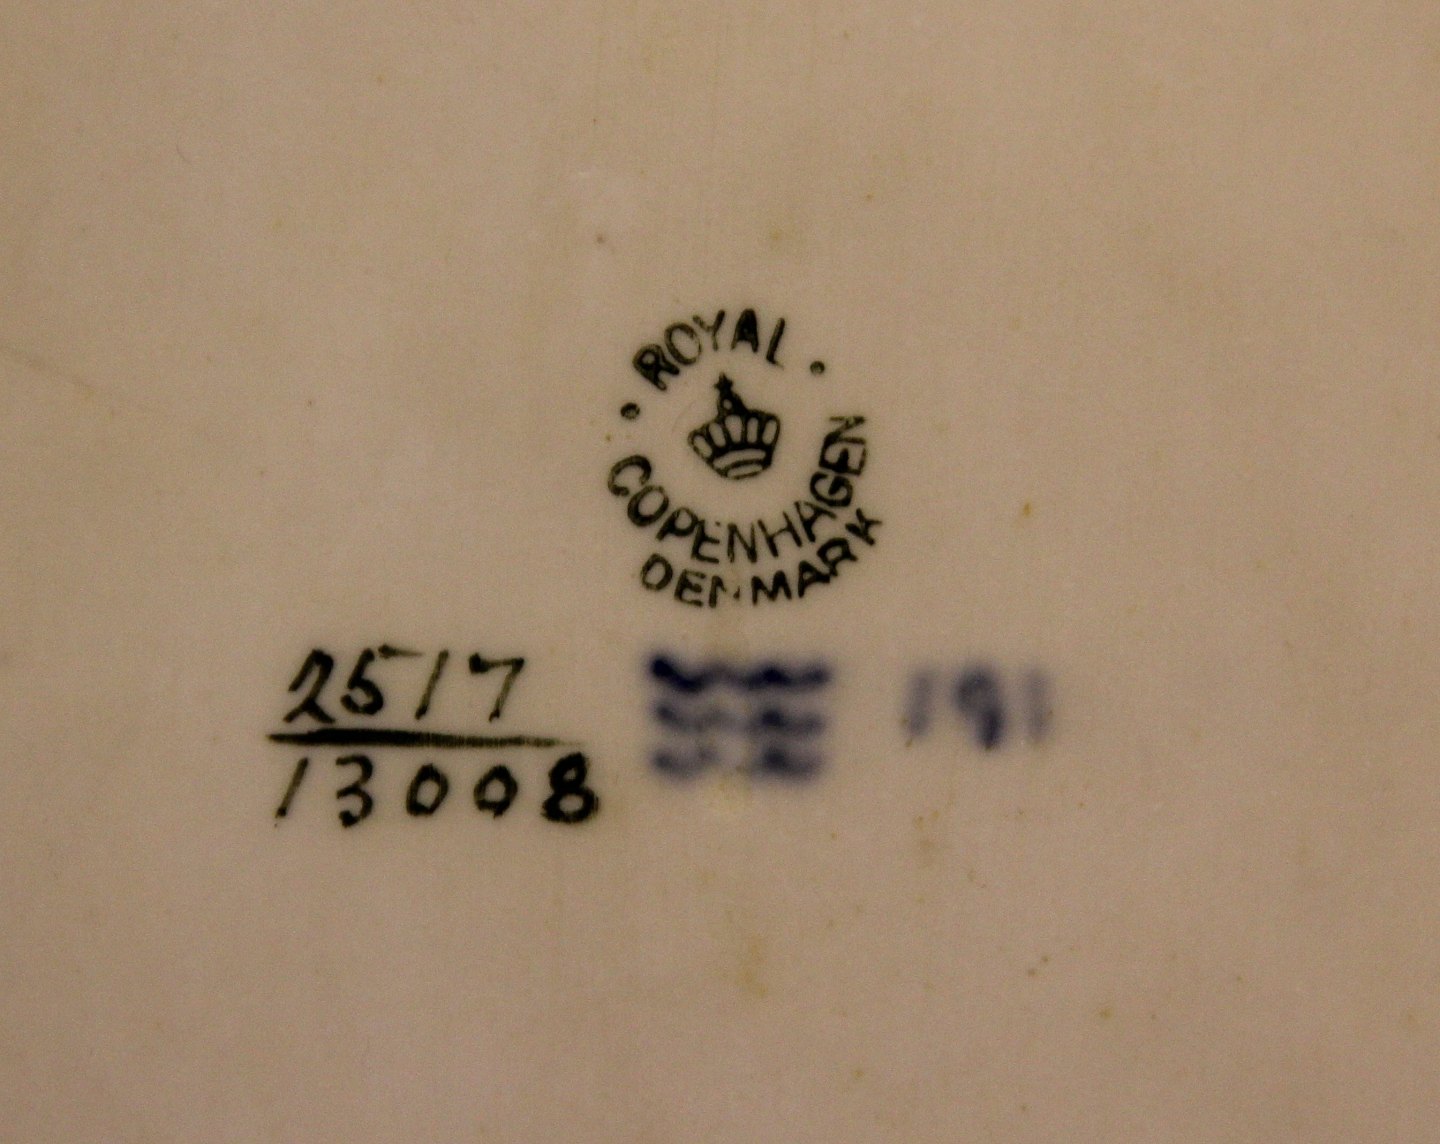 ROYAL
COPENHAGEN
DENMARK
2517
13008
191